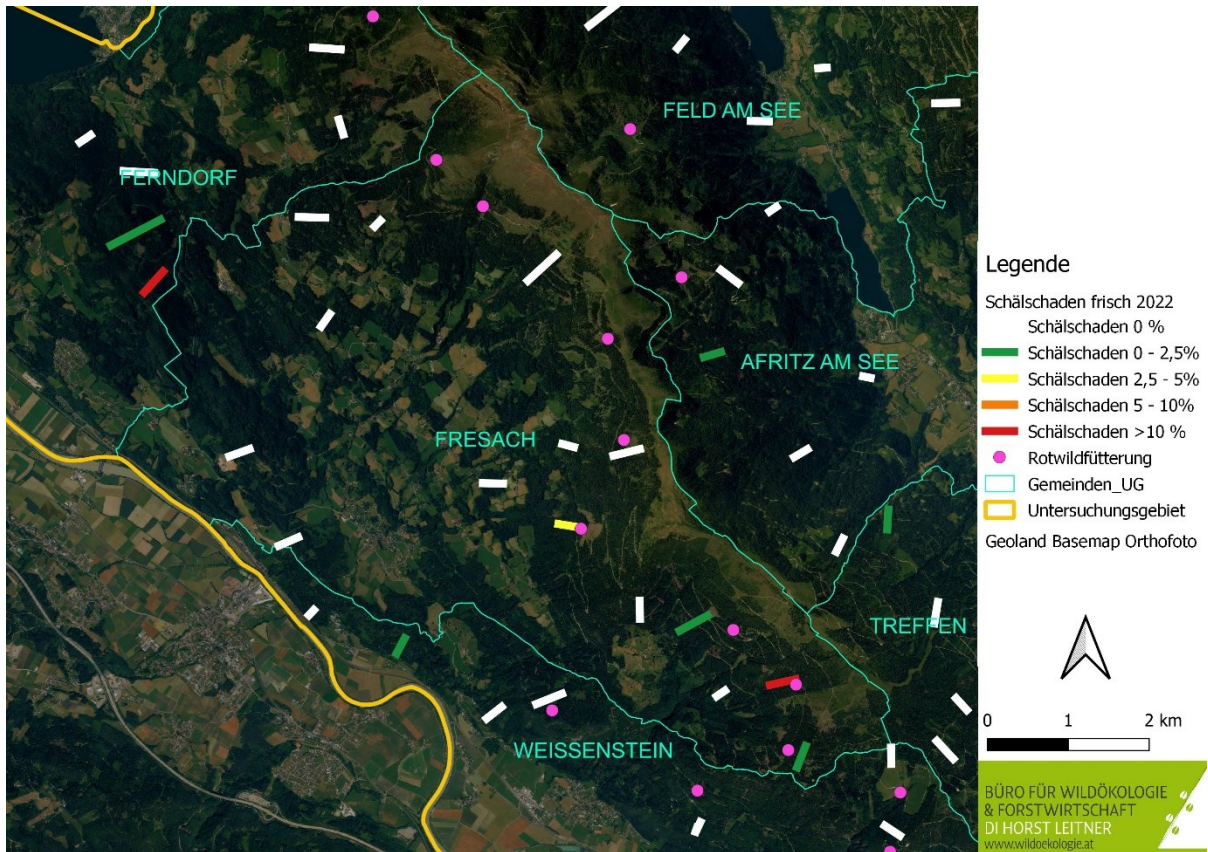 FELD AM SEE
FERNDORF
AFRITZ AM SEE
FRESACH
TREFFEN
WEISSENSTEIN
Legende
Schälschaden frisch 2022
Schälschaden 0 %
Schälschaden 0 - 2,5%
Schälschaden 2,5 - 5%
Schälschaden 5 - 10%
Schälschaden >10 %
Rotwildfütterung
Gemeinden_UG
Untersuchungsgebiet
Geoland Basemap Orthofoto
0 1 2 km
BÜRO FÜR WILDÖKOLOGIE
& FORSTWIRTSCHAFT
DI HORST LEITNER
www.wildoekologie.at